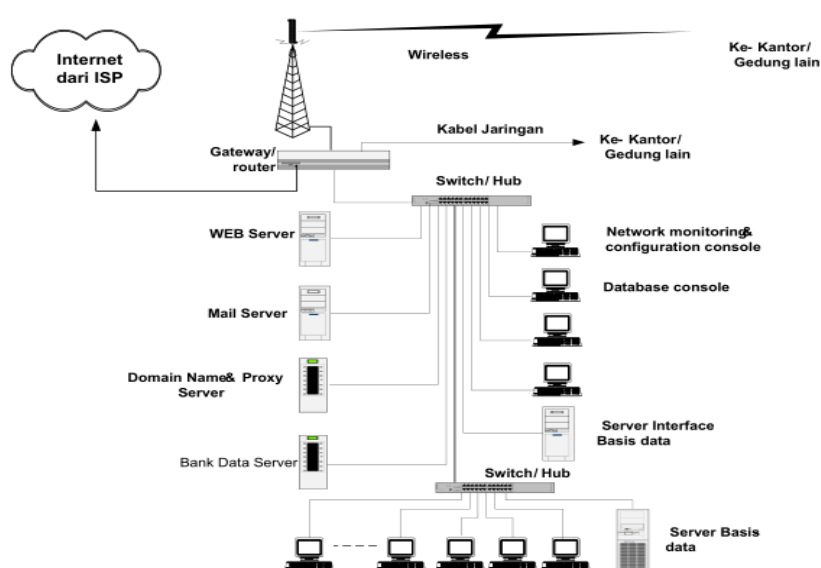 Internet
dari ISP
Wireless
Ke- Kantor/
Gedung lain
Kabel Jaringan
Ke- Kantor/
Gedung lain
Gateway/
router
Switch/ Hub
WEB Server
Network monitoring&
configuration console
Database console
Mail Server
Domain Name& Proxy
Server
Server Interface
Basis data
Bank Data Server
Switch/ Hub
Server Basis
data